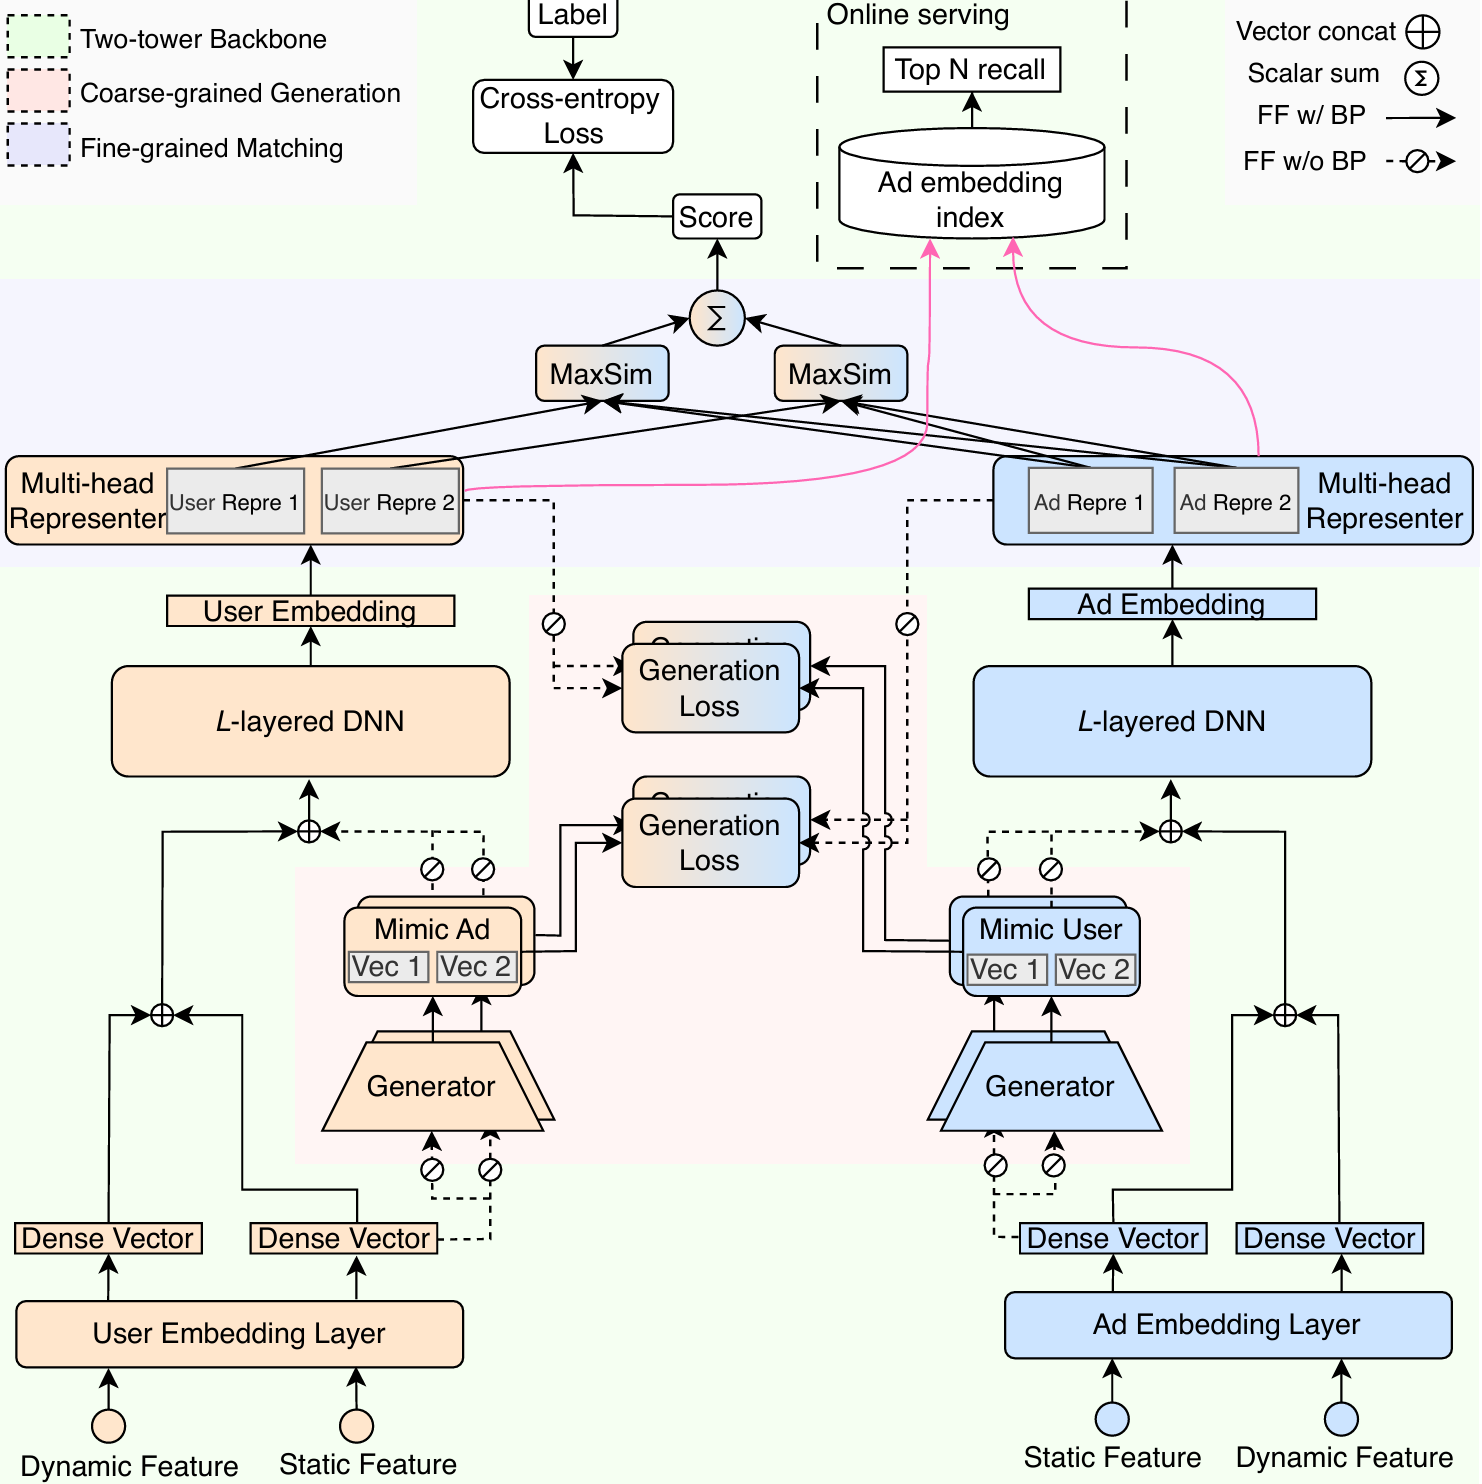 Two-tower Backbone
Coarse-grained Generation
Fine-grained Matching
Label
Cross-entropy
Loss
Score
Online serving
Top N recall
Ad embedding
index
Vector concat
Scalar sum
Σ
FF w/ BP
FF w/o BP
Σ
MaxSim
MaxSim
Multi-head
Representer
User Repre 1
User Repre 2
Ad Repre 1
Ad Repre 2
Multi-head
Representer
User Embedding
Ad Embedding
Generation
Loss
L-layered DNN
L-layered DNN
Generation
Loss
Mimic Ad
Vec 1
Vec 2
Mimic User
Vec 1
Vec 2
Generator
Generator
Dense Vector
Dense Vector
Dense Vector
Dense Vector
User Embedding Layer
Ad Embedding Layer
Dynamic Feature
Static Feature
Static Feature
Dynamic Feature